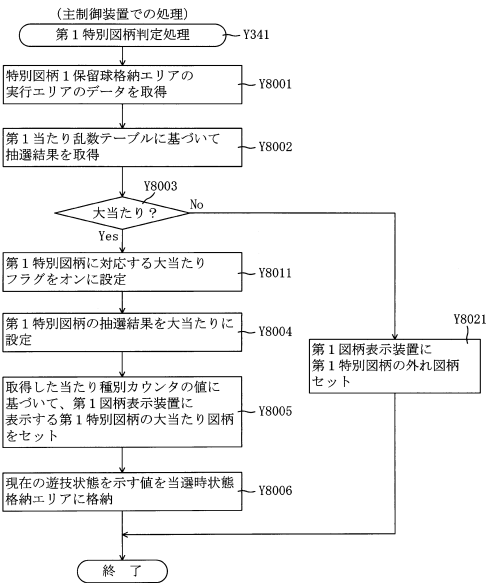 (主制御装置での処理)
第1特別図柄判定処理
Y341
特別図柄1保留球格納エリアの
実行エリアのデータを取得
Y8001
第1当たり乱数テーブルに基づいて
抽選結果を取得
Y8002
Y8003
大当たり?
No
Yes
第1特別図柄に対応する大当たり
フラグをオンに設定
Y8011
第1特別図柄の抽選結果を大当たりに
設定
Y8004
Y8021
第1図柄表示装置に
第1特別図柄の外れ図柄
セット
取得した当たり種別カウンタの値に
基づいて、第1図柄表示装置に
表示する第1特別図柄の大当たり図柄
をセット
Y8005
現在の遊技状態を示す値を当選時状態
格納エリアに格納
Y8006
終 了